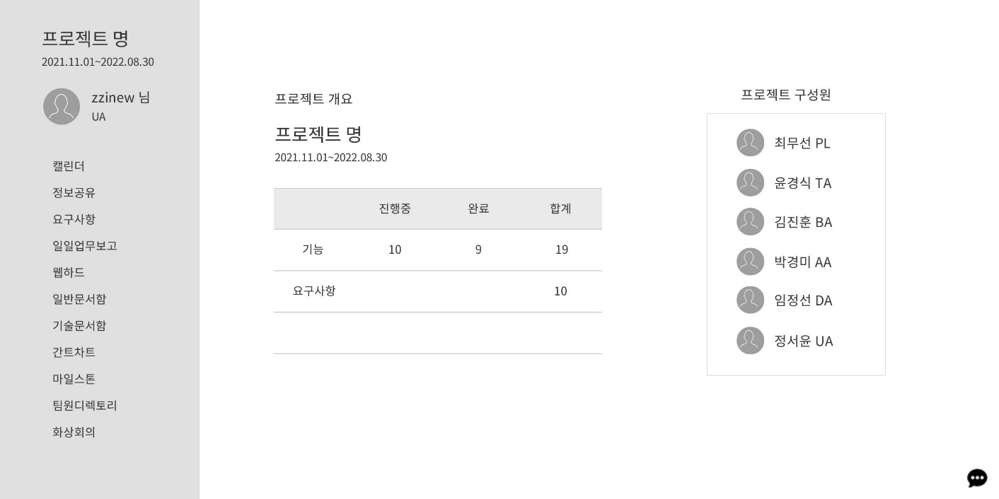 프로젝트 명
2021.11.01~2022.08.30
zzinew 님
UA
캘린더
정보공유
요구사항
일일업무보고
웹하드
일반문서함
기술문서함
간트차트
마일스톤
팀원디렉토리
화상회의
프로젝트 개요
프로젝트 명
2021.11.01~2022.08.30
진행중 완료 합계
기능 10 9 19
요구사항 10
프로젝트 구성원
최무선 PL
윤경식 TA
김진훈 BA
박경미 AA
임정선 DA
정서윤 UA